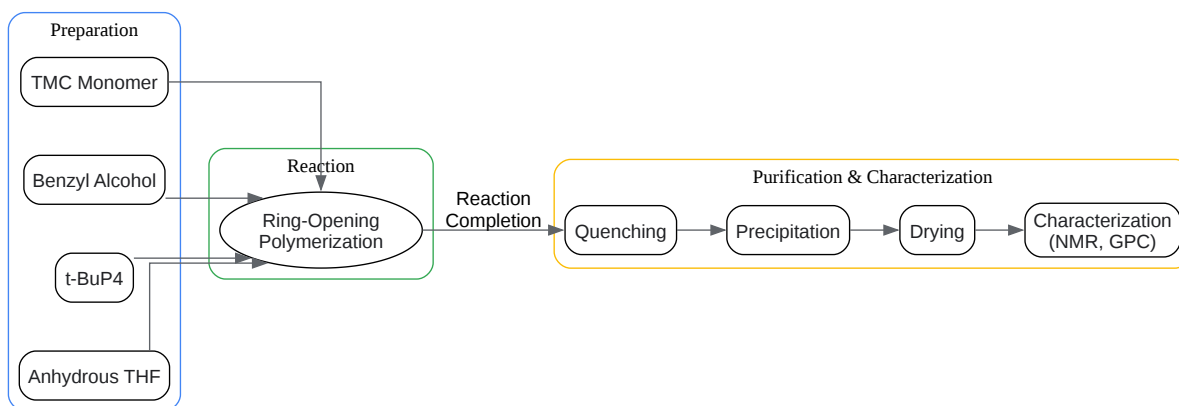 Preparation
TMC Monomer
Benzyl Alcohol
t-BuP4
Anhydrous THF
Reaction
Ring-Opening
Polymerization
Reaction
Completion
Purification & Characterization
Quenching
Precipitation
Drying
Characterization
(NMR, GPC)